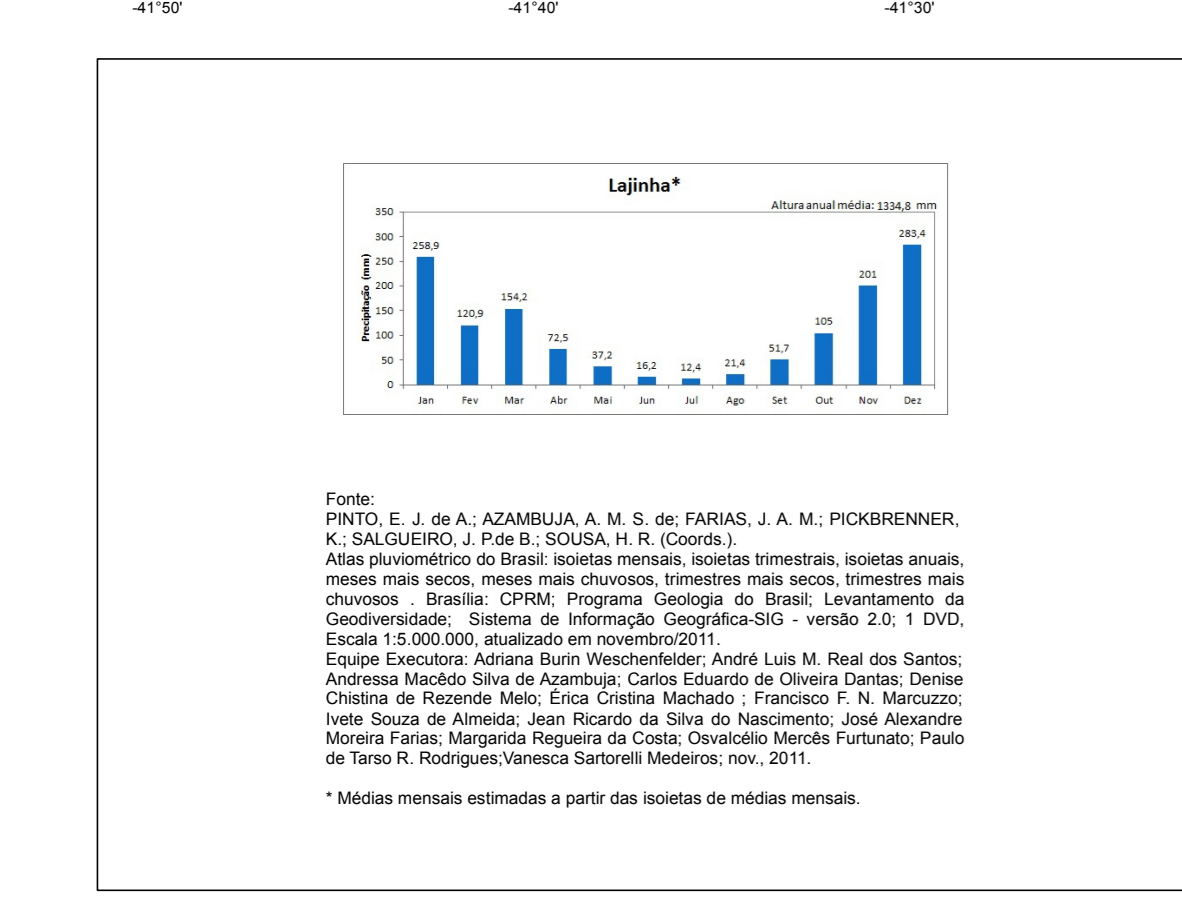 -41°50' -41°40' -41°30'
Lajinha*
Altura anual média: 1334,8 mm
Precipitação (mm)
350
300
250
200
150
100
50
0
258,9 120,9 154,2 72,5 37,2 16,2 12,4 21,4 51,7 105 201 283,4
Jan Fev Mar Abr Mai Jun Jul Ago Set Out Nov Dez
Fonte:
PINTO, E. J. de A.; AZAMBUJA, A. M. S. de; FARIAS, J. A. M.; PICKBRENNER,
K.; SALGUEIRO, J. P.de B.; SOUSA, H. R. (Coords.).
Atlas pluviométrico do Brasil: isoietas mensais, isoietas trimestrais, isoietas anuais,
meses mais secos, meses mais chuvosos, trimestres mais secos, trimestres mais
chuvosos . Brasília: CPRM; Programa Geologia do Brasil; Levantamento da
Geodiversidade; Sistema de Informação Geográfica-SIG - versão 2.0; 1 DVD,
Escala 1:5.000.000, atualizado em novembro/2011.
Equipe Executora: Adriana Burin Weschenfelder; André Luis M. Real dos Santos;
Andressa Macêdo Silva de Azambuja; Carlos Eduardo de Oliveira Dantas; Denise
Chistina de Rezende Melo; Érica Cristina Machado ; Francisco F. N. Marcuzzo;
Ivete Souza de Almeida; Jean Ricardo da Silva do Nascimento; José Alexandre
Moreira Farias; Margarida Regueira da Costa; Osvalcélio Mercês Furtunato; Paulo
de Tarso R. Rodrigues;Vanesca Sartorelli Medeiros; nov., 2011.
* Médias mensais estimadas a partir das isoietas de médias mensais.